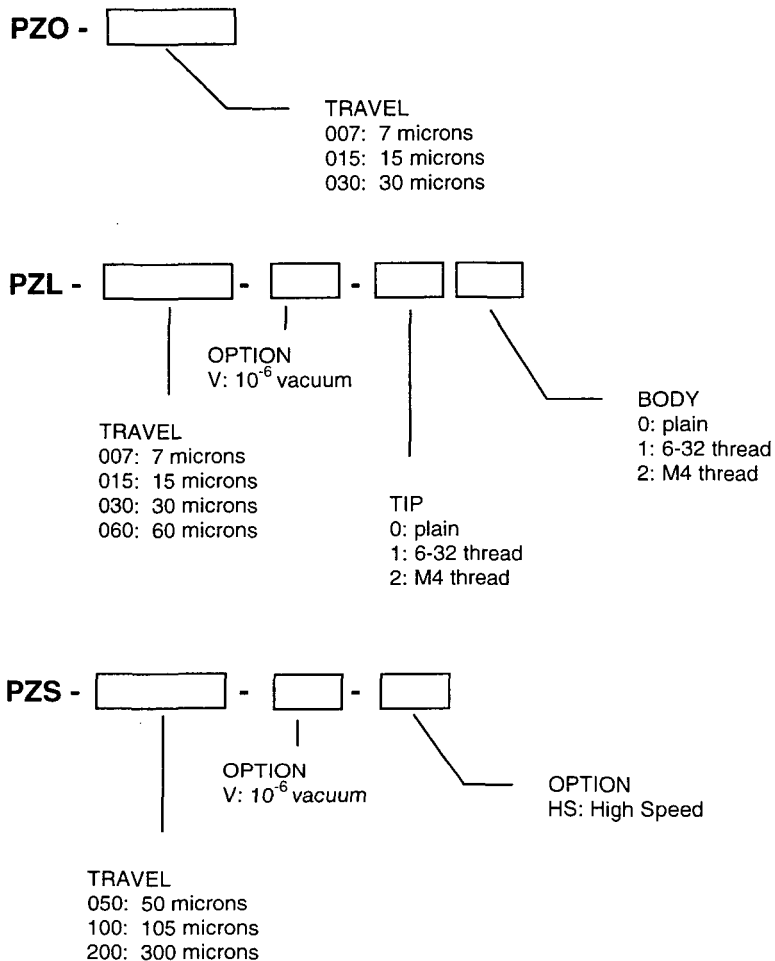 PZO -
TRAVEL
007: 7 microns
015: 15 microns
030: 30 microns
PZL - - -
OPTION
V: 10⁻⁶ vacuum
BODY
0: plain
1: 6-32 thread
2: M4 thread
TRAVEL
007: 7 microns
015: 15 microns
030: 30 microns
060: 60 microns
TIP
0: plain
1: 6-32 thread
2: M4 thread
PZS - - -
OPTION
V: 10⁻⁶ vacuum
OPTION
HS: High Speed
TRAVEL
050: 50 microns
100: 105 microns
200: 300 microns